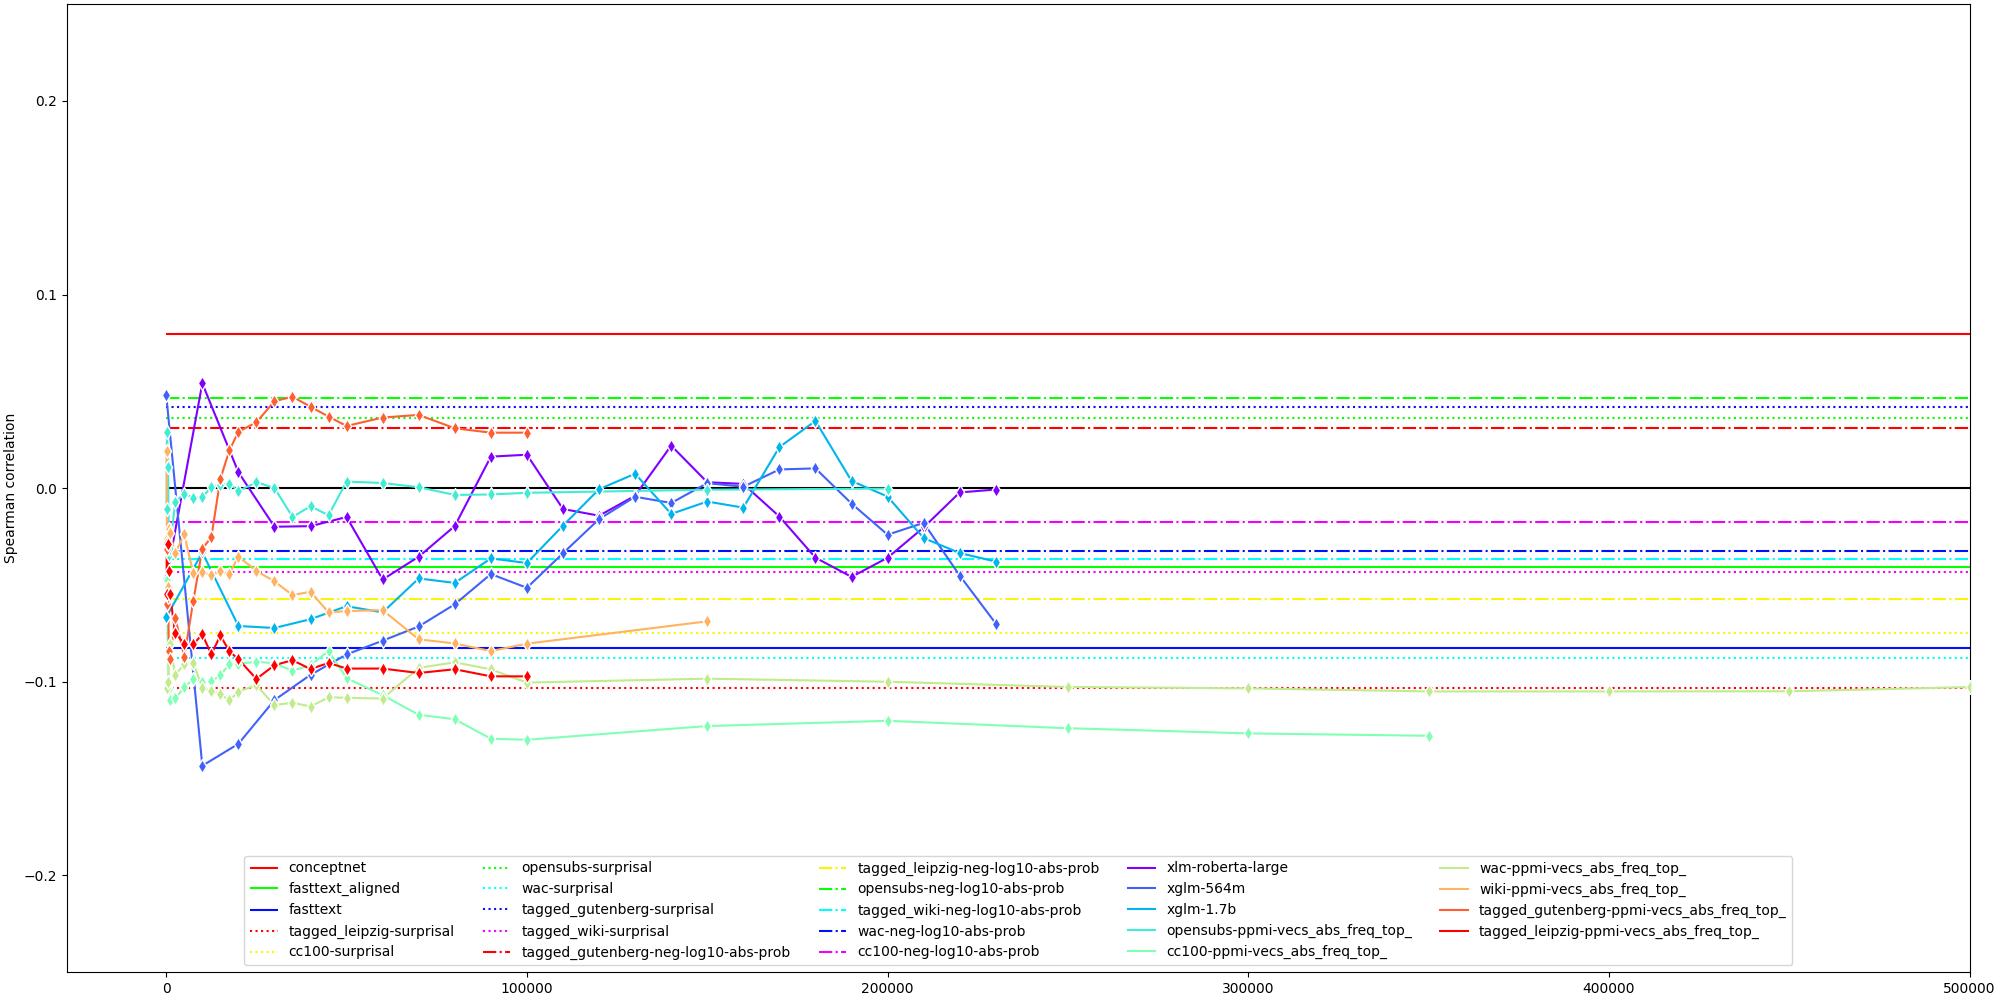 0.2
0.1
0.0
−0.1
−0.2
Spearman correlation
conceptnet
fasttext_aligned
fasttext
tagged_leipzig-surprisal
cc100-surprisal
opensubs-surprisal
wac-surprisal
tagged_gutenberg-surprisal
tagged_wiki-surprisal
tagged_gutenberg-neg-log10-abs-prob
tagged_leipzig-neg-log10-abs-prob
opensubs-neg-log10-abs-prob
tagged_wiki-neg-log10-abs-prob
wac-neg-log10-abs-prob
cc100-neg-log10-abs-prob
xlm-roberta-large
xglm-564m
xglm-1.7b
opensubs-ppmi-vecs_abs_freq_top_
cc100-ppmi-vecs_abs_freq_top_
wac-ppmi-vecs_abs_freq_top_
wiki-ppmi-vecs_abs_freq_top_
tagged_gutenberg-ppmi-vecs_abs_freq_top_
tagged_leipzig-ppmi-vecs_abs_freq_top_
0
100000
200000
300000
400000
500000